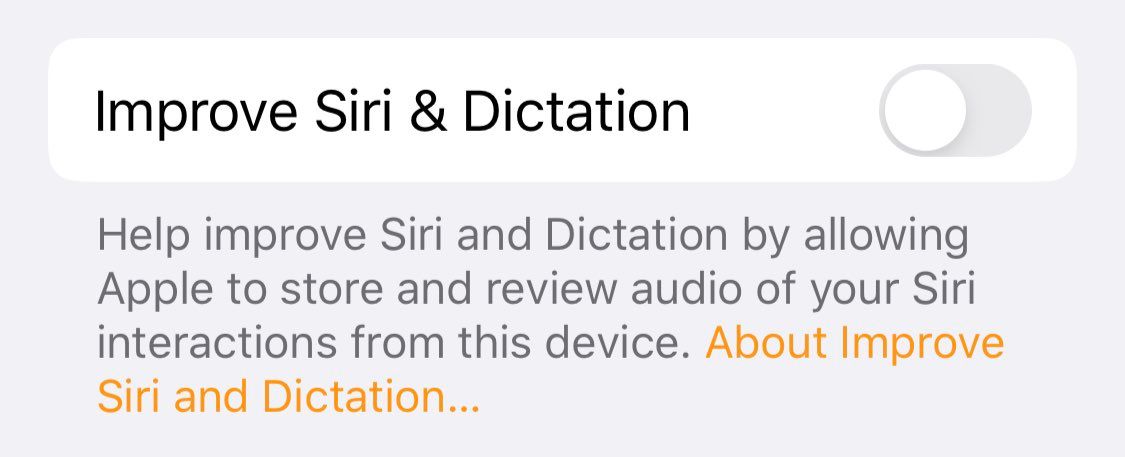 Improve Siri & Dictation
Help improve Siri and Dictation by allowing
Apple to store and review audio of your Siri
interactions from this device. About Improve
Siri and Dictation...